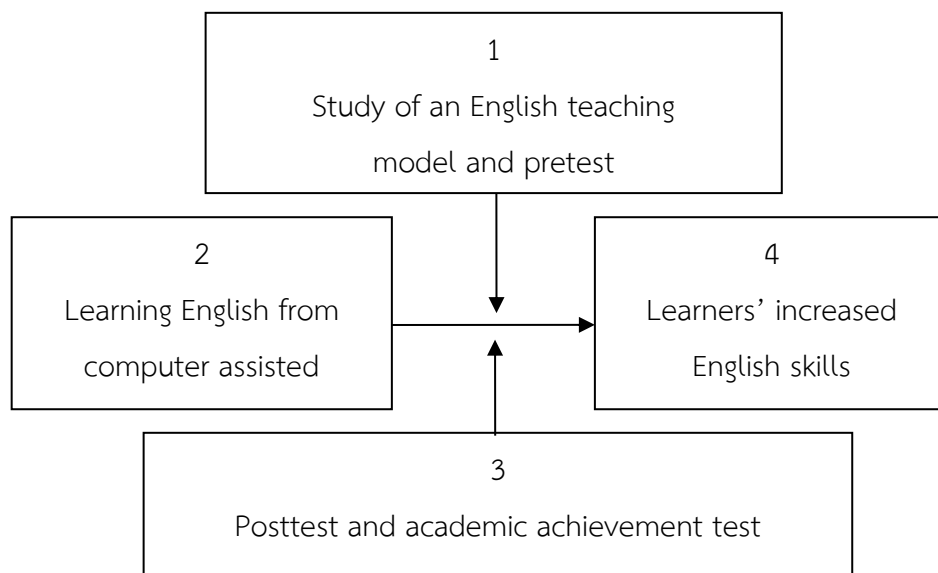 1
Study of an English teaching
model and pretest
2
Learning English from
computer assisted
4
Learners’ increased
English skills
3
Posttest and academic achievement test